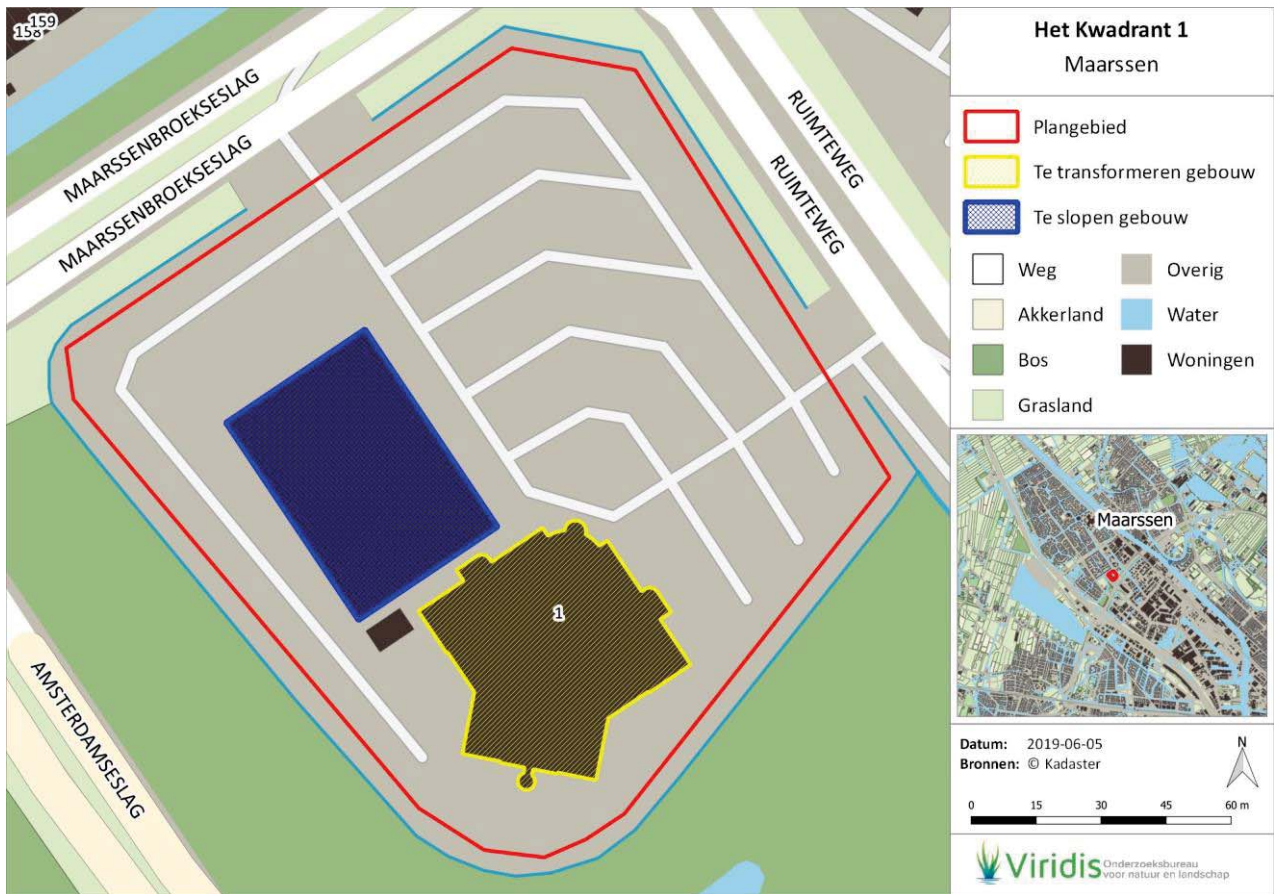 159
158
MAARSSENBROEKSESLAG
MAARSSENBROEKSESLAG
RUIMTEWEG
RUIMTEWEG
1
AMSTERDAMSESLAG
Het Kwadrant 1
Maarssen
Plangebied
Te transformeren gebouw
Te slopen gebouw
Weg
Overig
Akkerland
Water
Bos
Woningen
Grasland
Maarssen
Datum: 2019-06-05
Bronnen: © Kadaster
N
0 15 30 45 60 m
Viridis
Onderzoeksbureau
voor natuur en landschap